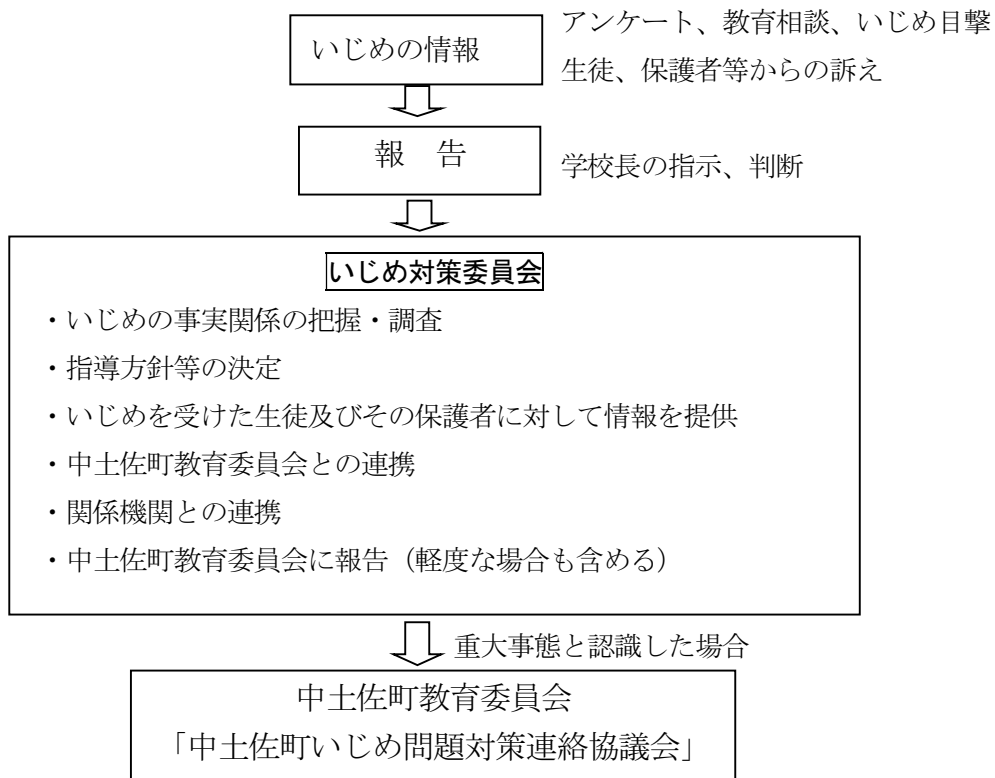 いじめの情報
アンケート、教育相談、いじめ目撃
生徒、保護者等からの訴え
報　告
学校長の指示、判断
いじめ対策委員会
・いじめの事実関係の把握・調査
・指導方針等の決定
・いじめを受けた生徒及びその保護者に対して情報を提供
・中土佐町教育委員会との連携
・関係機関との連携
・中土佐町教育委員会に報告（軽度な場合も含める）
重大事態と認識した場合
中土佐町教育委員会
「中土佐町いじめ問題対策連絡協議会」